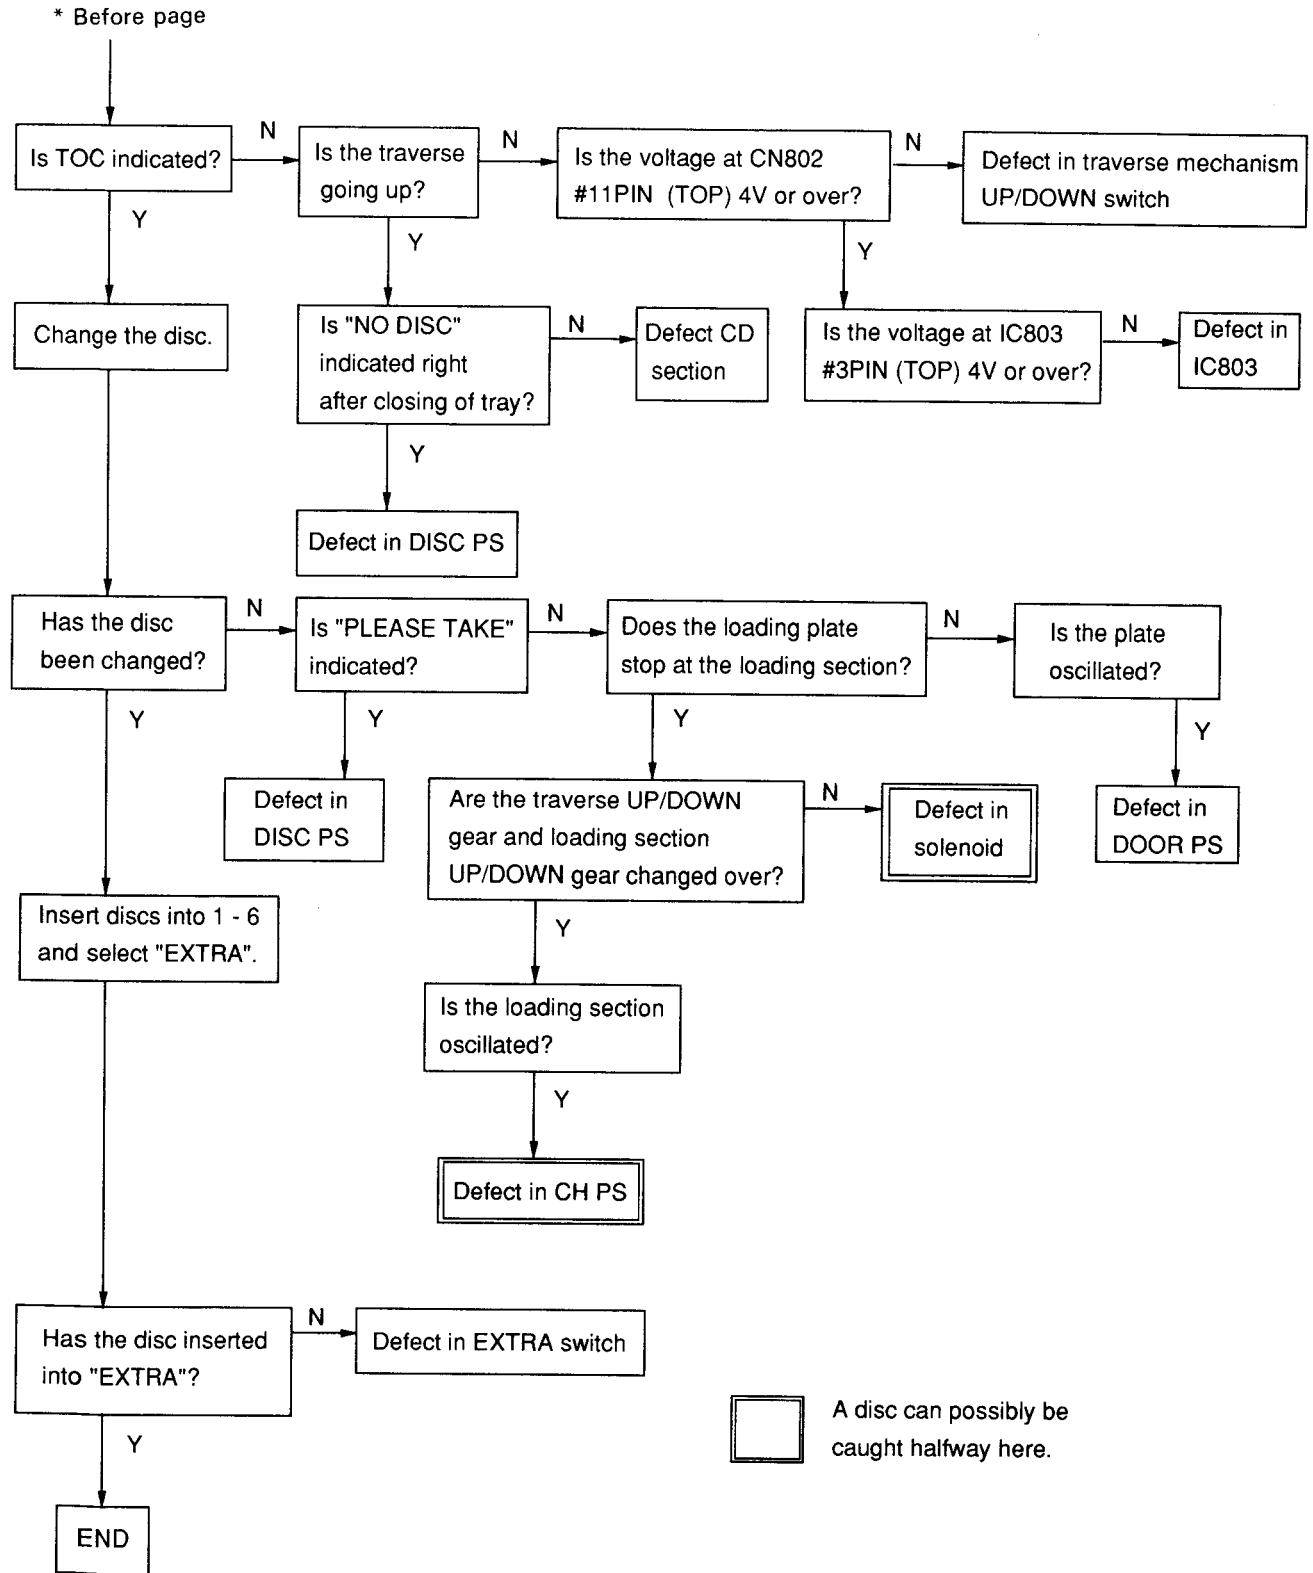 * Before page
Is TOC indicated?
N
Is the traverse
going up?
N
Is the voltage at CN802
#11PIN (TOP) 4V or over?
N
Defect in traverse mechanism
UP/DOWN switch
Y
Y
Y
Change the disc.
Is "NO DISC"
indicated right
after closing of tray?
N
Defect CD
section
Is the voltage at IC803
#3PIN (TOP) 4V or over?
N
Defect in
IC803
Y
Defect in DISC PS
Has the disc
been changed?
N
Is "PLEASE TAKE"
indicated?
N
Does the loading plate
stop at the loading section?
N
Is the plate
oscillated?
Y
Y
Y
Y
Defect in
DISC PS
Are the traverse UP/DOWN
gear and loading section
UP/DOWN gear changed over?
N
Defect in
solenoid
Defect in
DOOR PS
Insert discs into 1 - 6
and select "EXTRA".
Y
Is the loading section
oscillated?
Y
Defect in CH PS
Has the disc inserted
into "EXTRA"?
N
Defect in EXTRA switch
Y
END
A disc can possibly be
caught halfway here.